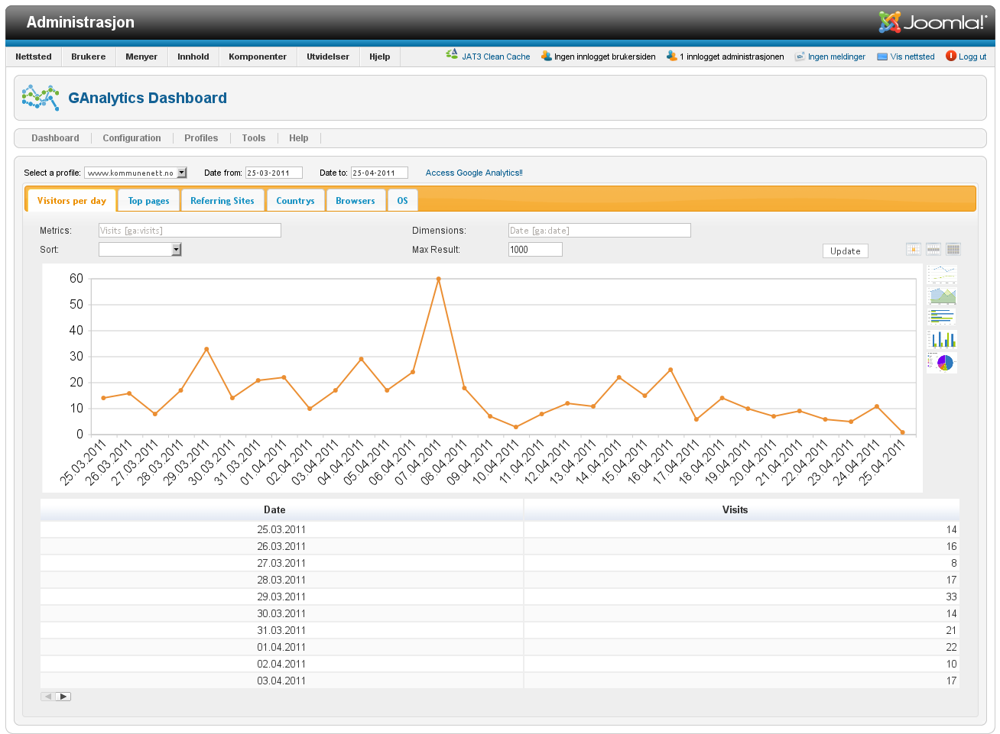 Administrasjon Joomla!
Nettsted Brukere Menyer Innhold Komponenter Utvidelser Hjelp JAT3 Clean Cache Ingen innlogget brukersiden 1 innlogget administrasjonen Ingen meldinger Vis nettsted Logg ut
GAnalytics Dashboard
Dashboard Configuration Profiles Tools Help
Select a profile: www.kommunenett.no Date from: 25-03-2011 Date to: 25-04-2011 Access Google Analytics!!
Visitors per day Top pages Referring Sites Countrys Browsers OS
Metrics: Visits [ga:visits] Dimensions: Date [ga:date]
Sort: Max Result: 1000 Update
60
50
40
30
20
10
0
25.03.2011 26.03.2011 27.03.2011 28.03.2011 29.03.2011 30.03.2011 31.03.2011 01.04.2011 02.04.2011 03.04.2011 04.04.2011 05.04.2011 06.04.2011 07.04.2011 08.04.2011 09.04.2011 10.04.2011 11.04.2011 12.04.2011 13.04.2011 14.04.2011 15.04.2011 16.04.2011 17.04.2011 18.04.2011 19.04.2011 20.04.2011 21.04.2011 22.04.2011 23.04.2011 24.04.2011 25.04.2011
Date Visits
25.03.2011 14
26.03.2011 16
27.03.2011 8
28.03.2011 17
29.03.2011 33
30.03.2011 14
31.03.2011 21
01.04.2011 22
02.04.2011 10
03.04.2011 17